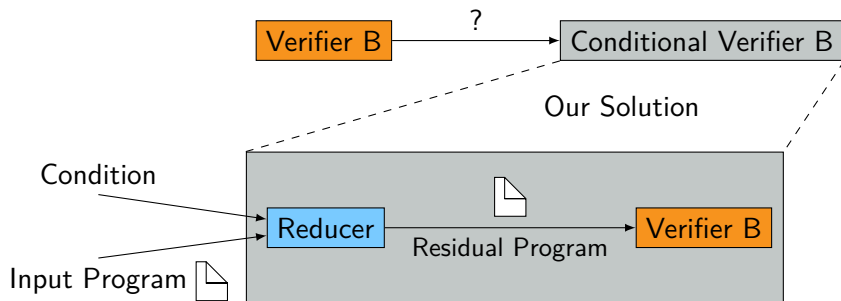 ?
Verifier B
Conditional Verifier B
Our Solution
Condition
Reducer
Residual Program
Verifier B
Input Program